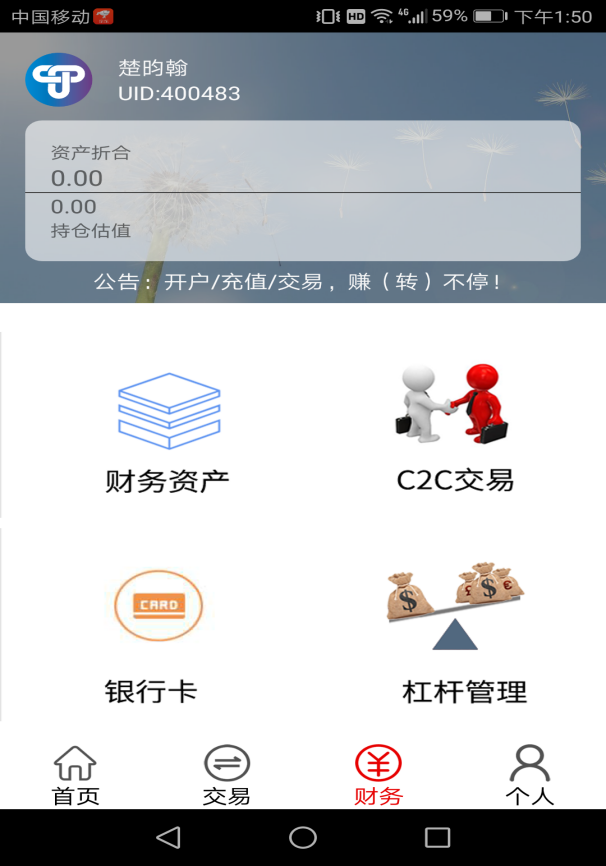 中国移动 HD 4G 59% 下午1:50
楚昀翰
UID:400483
资产折合
0.00
0.00
持仓估值
公告：开户/充值/交易，赚（转）不停！
财务资产 C2C交易
CARD
$ $ €
银行卡 杠杆管理
首页 交易 财务 个人